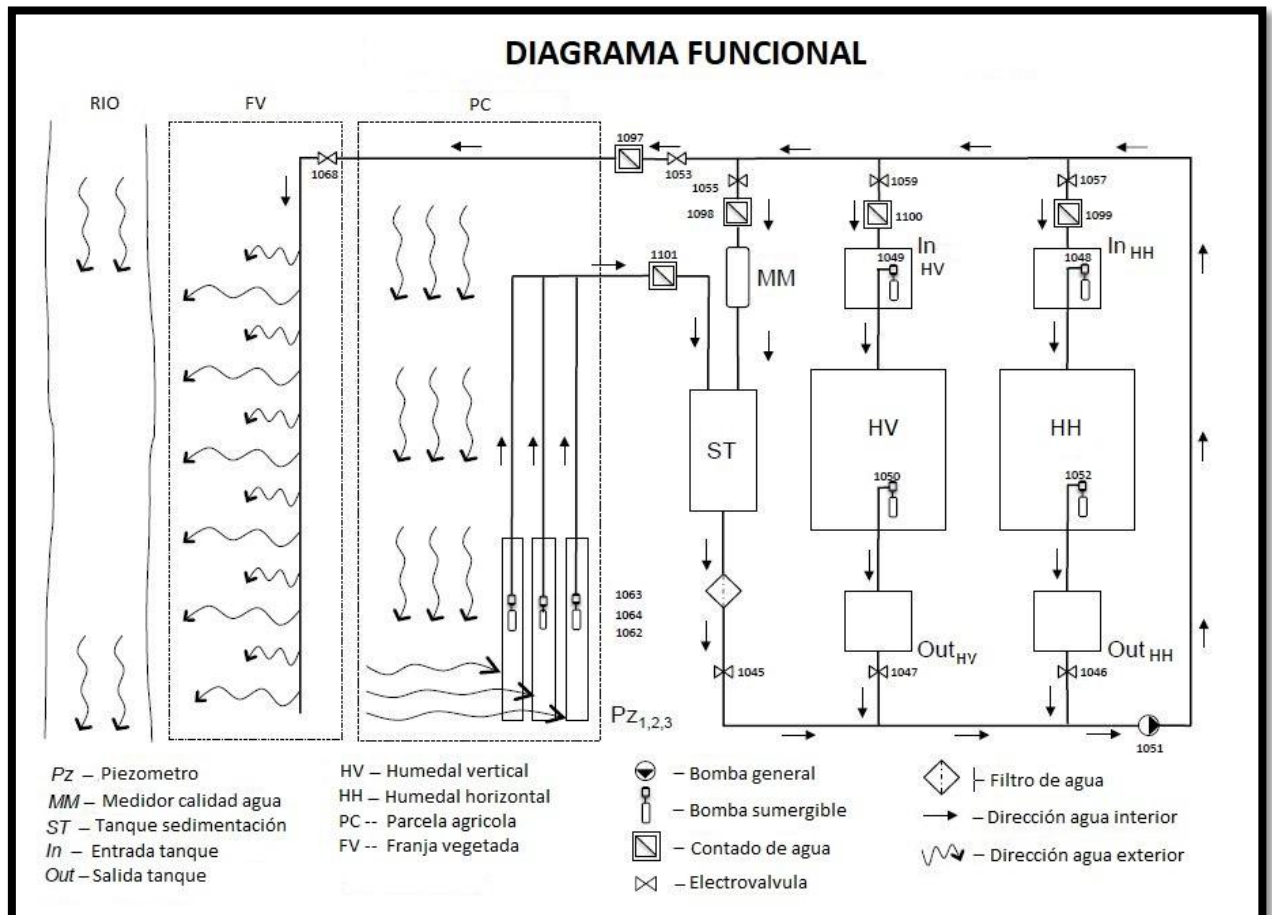 DIAGRAMA FUNCIONAL
RIO
FV
PC
1097
1068
1053
1055
1059
1057
1098
1100
1099
In HV
In HH
1049
1048
1101
MM
ST
HV
HH
1050
1052
1063
1064
1062
Out HV
Out HH
1045
1047
1046
Pz 1,2,3
1051
Pz – Piezometro
MM – Medidor calidad agua
ST – Tanque sedimentación
In – Entrada tanque
Out – Salida tanque
HV – Humedal vertical
HH – Humedal horizontal
PC -- Parcela agricola
FV -- Franja vegetada
– Bomba general
– Bomba sumergible
– Contado de agua
– Electrovalvula
– Filtro de agua
– Dirección agua interior
– Dirección agua exterior